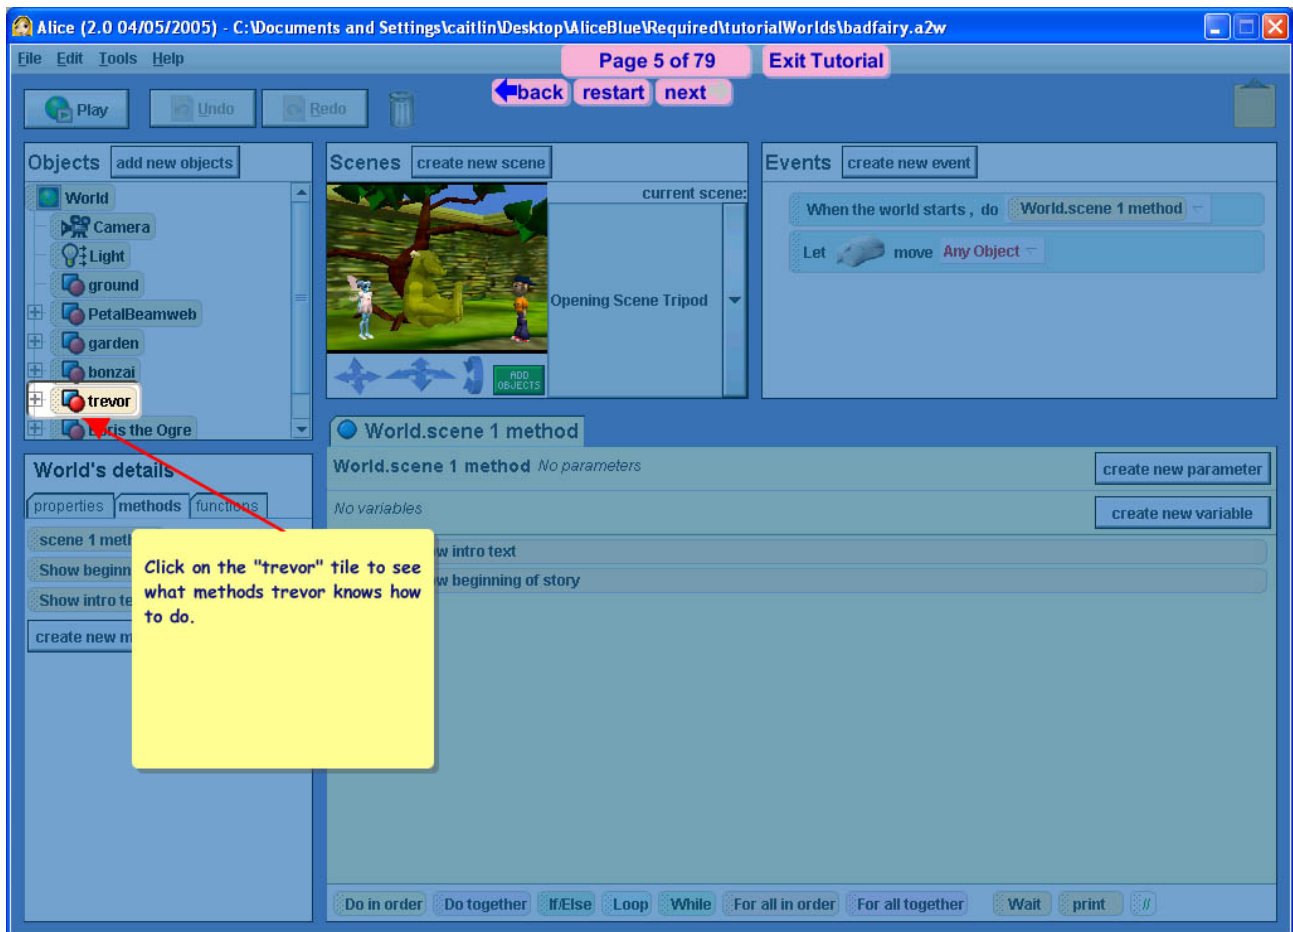 Alice (2.0 04/05/2005) - C:\Documents and Settings\caitlin\Desktop\AliceBlue\Required\tutorialWorlds\badfairy.a2w
File Edit Tools Help
Page 5 of 79
Exit Tutorial
back restart next
Play Undo Redo
Objects add new objects
World
Camera
Light
ground
PetalBeamweb
garden
bonzai
trevor
the Ogre
Scenes create new scene
current scene:
Opening Scene Tripod
ADD
OBJECTS
Events create new event
When the world starts , do World.scene 1 method
Let move Any Object
World's details
properties methods functions
scene 1
Show
Show intro
create new
Click on the "trevor" tile to see
what methods trevor knows how
to do.
World.scene 1 method
World.scene 1 method No parameters
create new parameter
No variables
create new variable
intro text
beginning of story
Do in order Do together If/Else Loop While For all in order For all together Wait print //